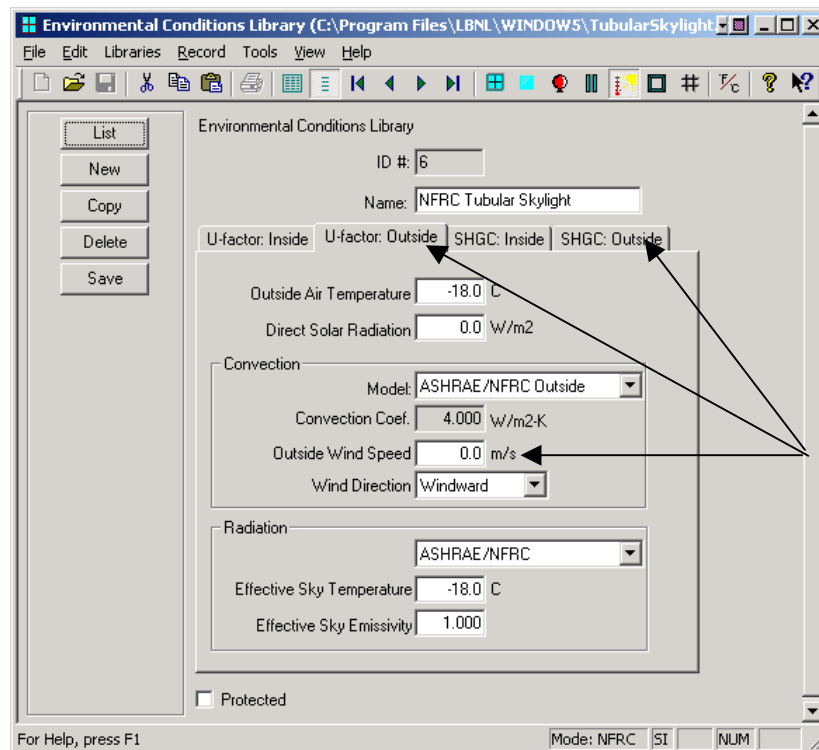 Environmental Conditions Library (C:\Program Files\LBNL\WINDOW5\TubularSkylight.
File Edit Libraries Record Tools View Help
F/C
List
New
Copy
Delete
Save
Environmental Conditions Library
ID #: 6
Name: NFRC Tubular Skylight
U-factor: Inside U-factor: Outside SHGC: Inside SHGC: Outside
Outside Air Temperature -18.0 C
Direct Solar Radiation 0.0 W/m2
Convection
Model: ASHRAE/NFRC Outside
Convection Coef. 4.000 W/m2-K
Outside Wind Speed 0.0 m/s
Wind Direction Windward
Radiation
ASHRAE/NFRC
Effective Sky Temperature -18.0 C
Effective Sky Emissivity 1.000
Protected
For Help, press F1 Mode: NFRC SI NUM